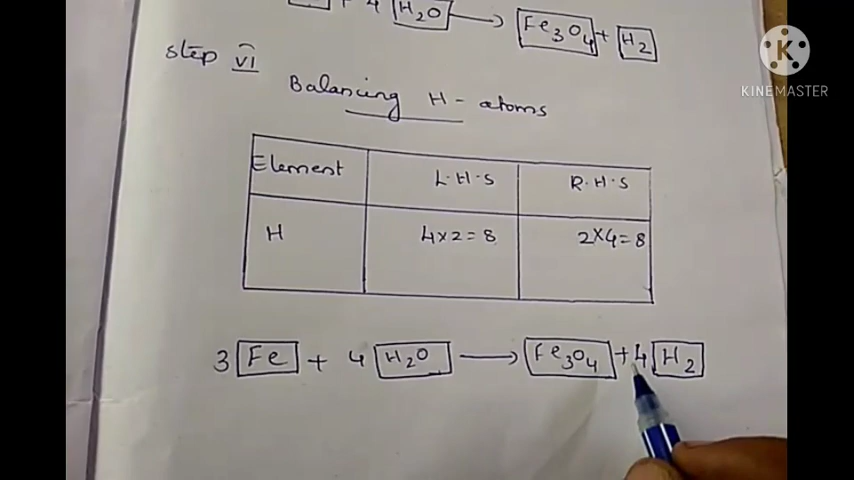 + 4 H₂O → Fe₃O₄ + H₂
KINEMASTER
step vi
Balancing H - atoms
Element L.H.S R.H.S
H 4×2=8 2×4=8
3 Fe + 4 H₂O → Fe₃O₄ + 4 H₂